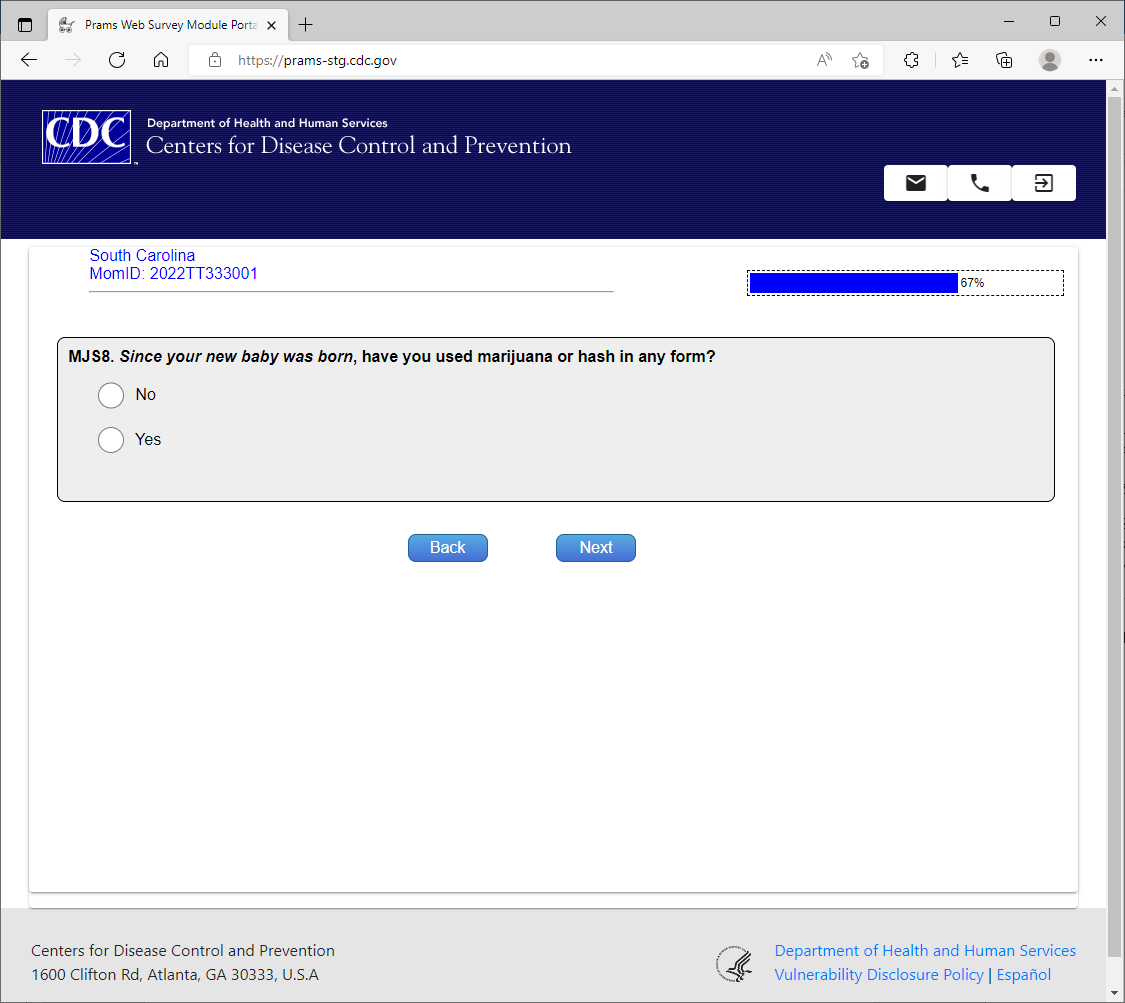 Prams Web Survey Module Porta
https://prams-stg.cdc.gov
CDC
Department of Health and Human Services
Centers for Disease Control and Prevention
South Carolina
MomID: 2022TT333001
67%
MJS8. Since your new baby was born, have you used marijuana or hash in any form?
No
Yes
Back Next
Centers for Disease Control and Prevention
1600 Clifton Rd, Atlanta, GA 30333, U.S.A
Department of Health and Human Services
Vulnerability Disclosure Policy | Español